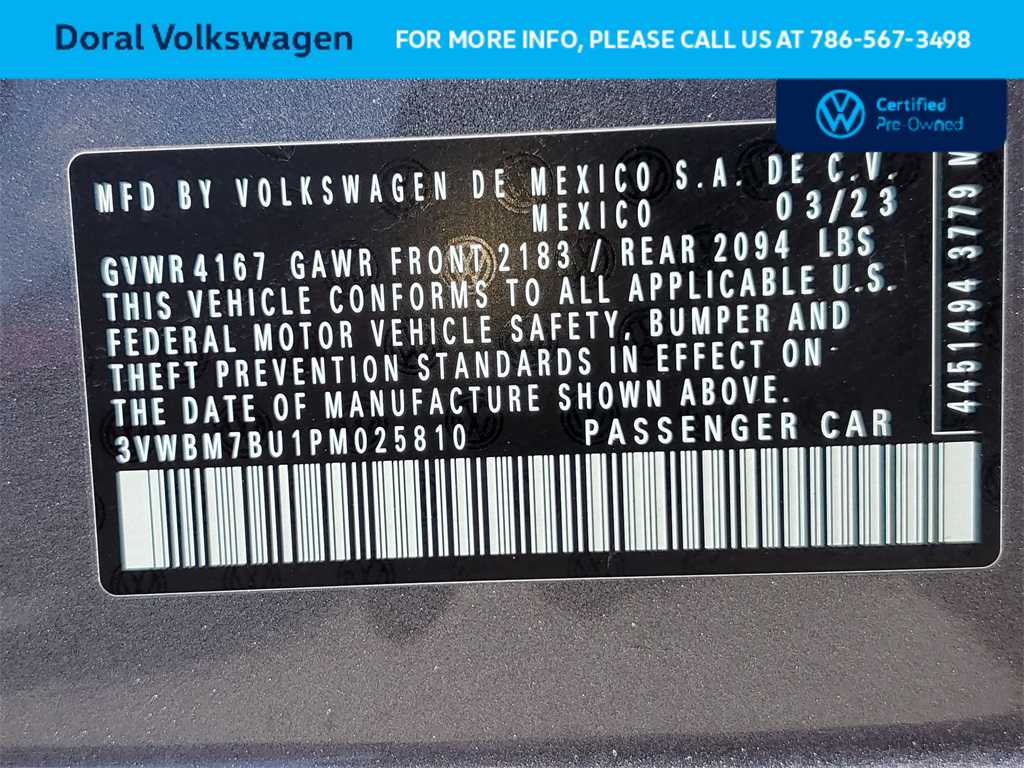 Doral Volkswagen
FOR MORE INFO, PLEASE CALL US AT 786-567-3498
Certified
Pre-Owned
MFD BY VOLKSWAGEN DE MEXICO S.A. DE C.V.
MEXICO 03/23
GVWR 4167 GAWR FRONT 2183 / REAR 2094 LBS
THIS VEHICLE CONFORMS TO ALL APPLICABLE U.S.
FEDERAL MOTOR VEHICLE SAFETY, BUMPER AND
THEFT PREVENTION STANDARDS IN EFFECT ON
THE DATE OF MANUFACTURE SHOWN ABOVE.
3VWBM7BU1PM025810 PASSENGER CAR
4451494 3779